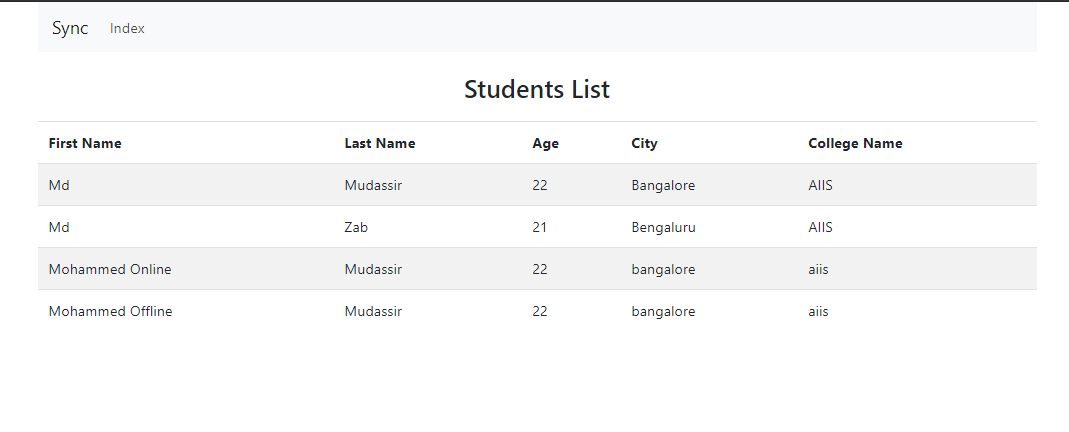 Sync Index
Students List
First Name Last Name Age City College Name
Md Mudassir 22 Bangalore AIIS
Md Zab 21 Bengaluru AIIS
Mohammed Online Mudassir 22 bangalore aiis
Mohammed Offline Mudassir 22 bangalore aiis